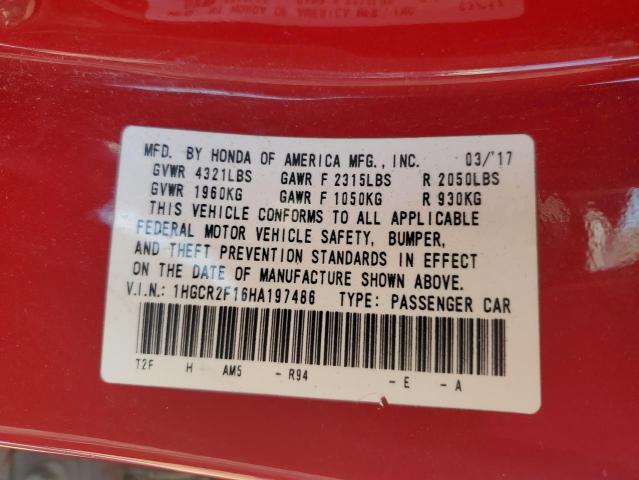 MFD. BY HONDA OF AMERICA MFG., INC. 03/'17
GVWR 4321LBS GAWR F 2315LBS R 2050LBS
GVWR 1960KG GAWR F 1050KG R 930KG
THIS VEHICLE CONFORMS TO ALL APPLICABLE
FEDERAL MOTOR VEHICLE SAFETY, BUMPER,
AND THEFT PREVENTION STANDARDS IN EFFECT
ON THE DATE OF MANUFACTURE SHOWN ABOVE.
V.I.N.: 1HGCR2F16HA197486 TYPE: PASSENGER CAR
T2F H AM5 - R94 - E - A